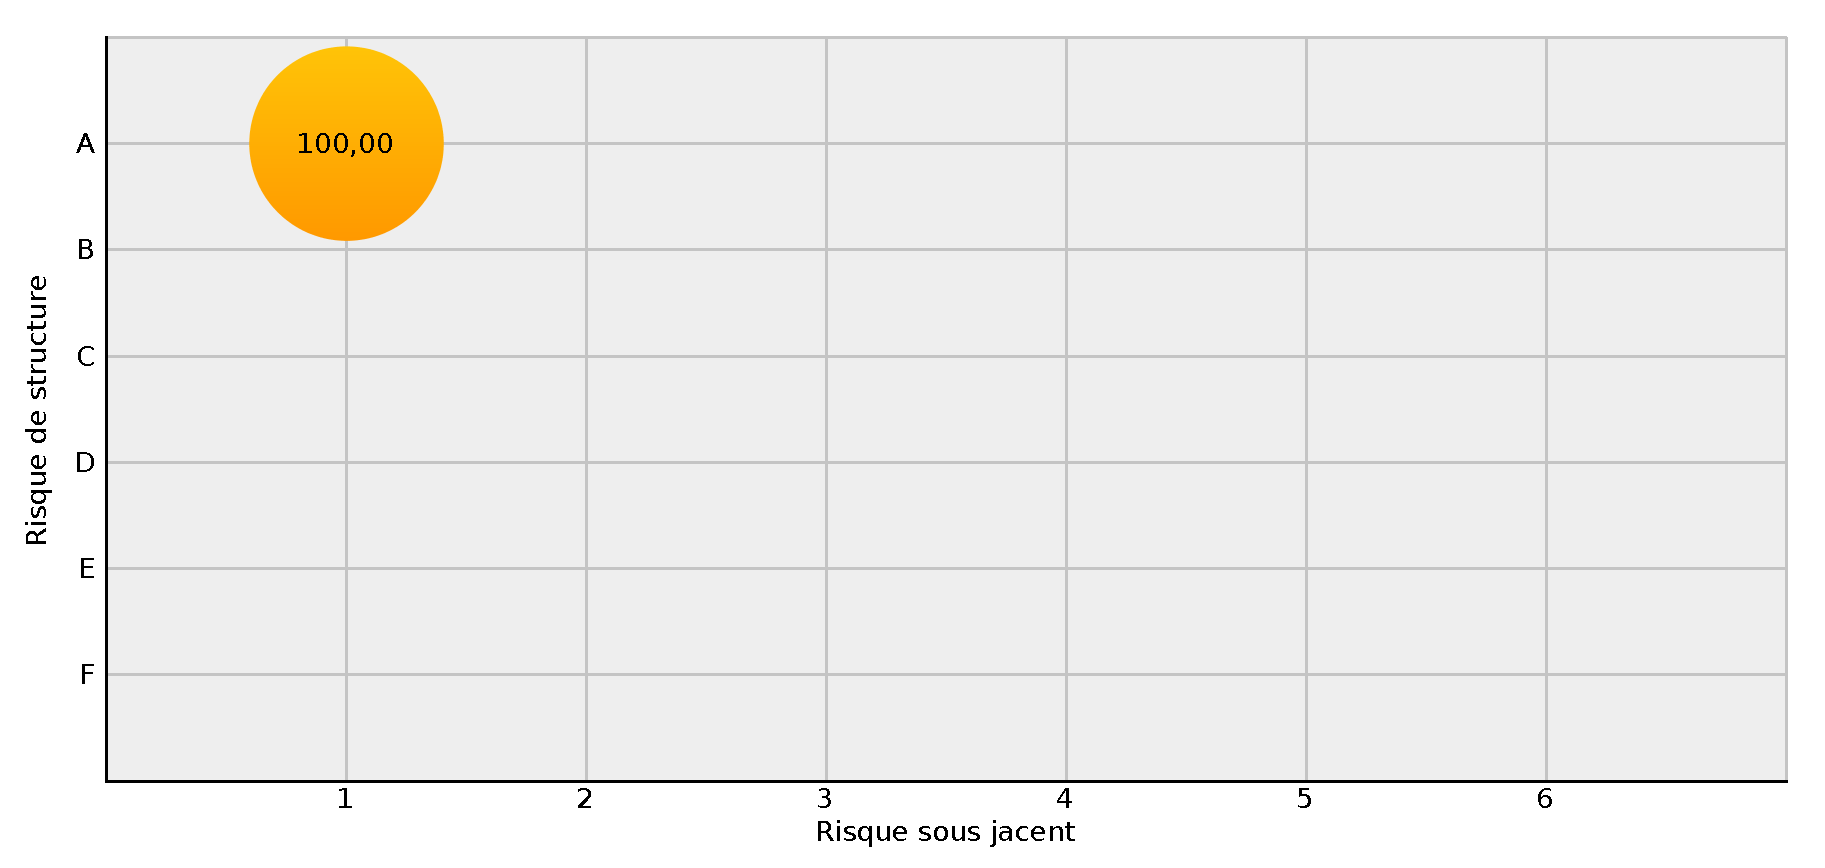 100,00
A
B
C
D
E
F
Risque de structure
1 2 3 4 5 6
Risque sous jacent